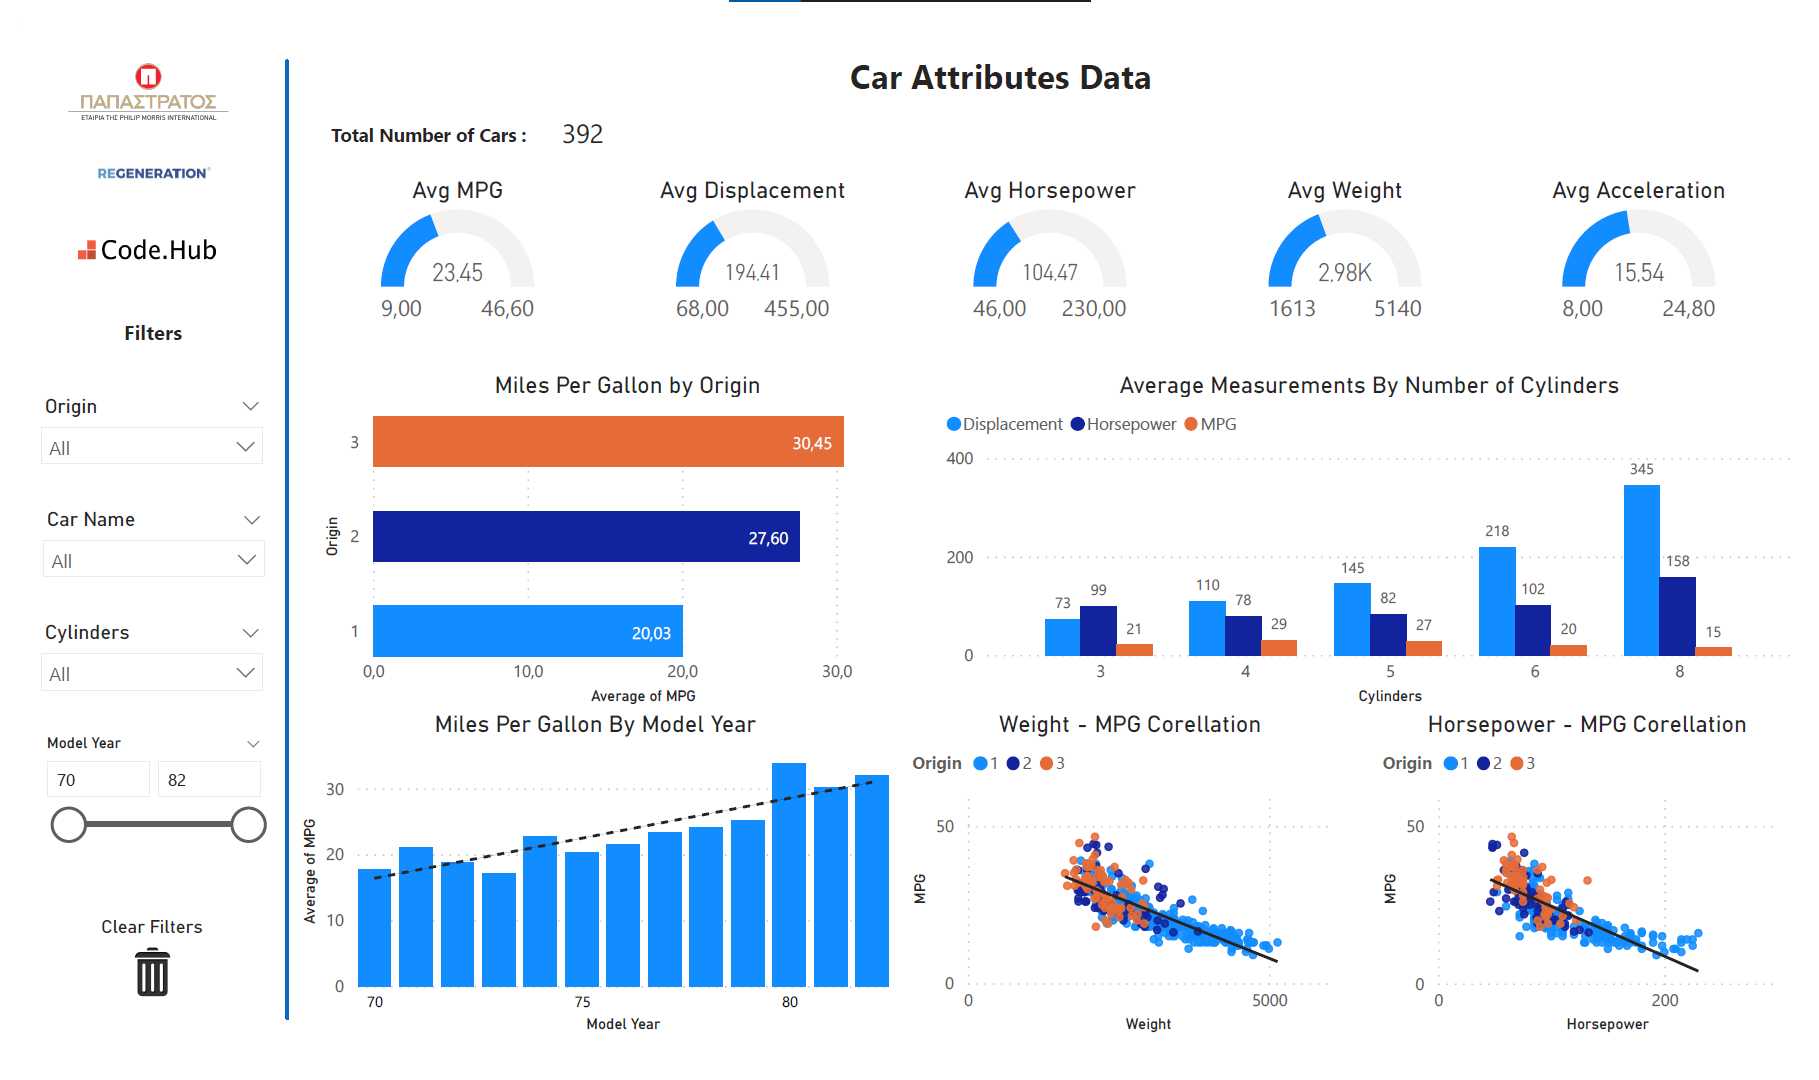 ΠΑΠΑΣΤΡΑΤΟΣ
ΕΤΑΙΡΙΑ ΤΗΣ PHILIP MORRIS INTERNATIONAL
REGENERATION
Code.Hub
Filters
Origin
All
Car Name
All
Cylinders
All
Model Year
70 82
Clear Filters
Car Attributes Data
Total Number of Cars : 392
Avg MPG
23,45
9,00 46,60
Avg Displacement
194,41
68,00 455,00
Avg Horsepower
104,47
46,00 230,00
Avg Weight
2,98K
1613 5140
Avg Acceleration
15,54
8,00 24,80
Miles Per Gallon by Origin
Origin
3 30,45
2 27,60
1 20,03
0,0 10,0 20,0 30,0
Average of MPG
Average Measurements By Number of Cylinders
Displacement Horsepower MPG
400
200
0
73 99 21
110 78 29
145 82 27
218 102 20
345 158 15
3 4 5 6 8
Cylinders
Miles Per Gallon By Model Year
Average of MPG
30
20
10
0
70 75 80
Model Year
Weight - MPG Corellation
Origin 1 2 3
MPG
50
0
0 5000
Weight
Horsepower - MPG Corellation
Origin 1 2 3
MPG
50
0
0 200
Horsepower